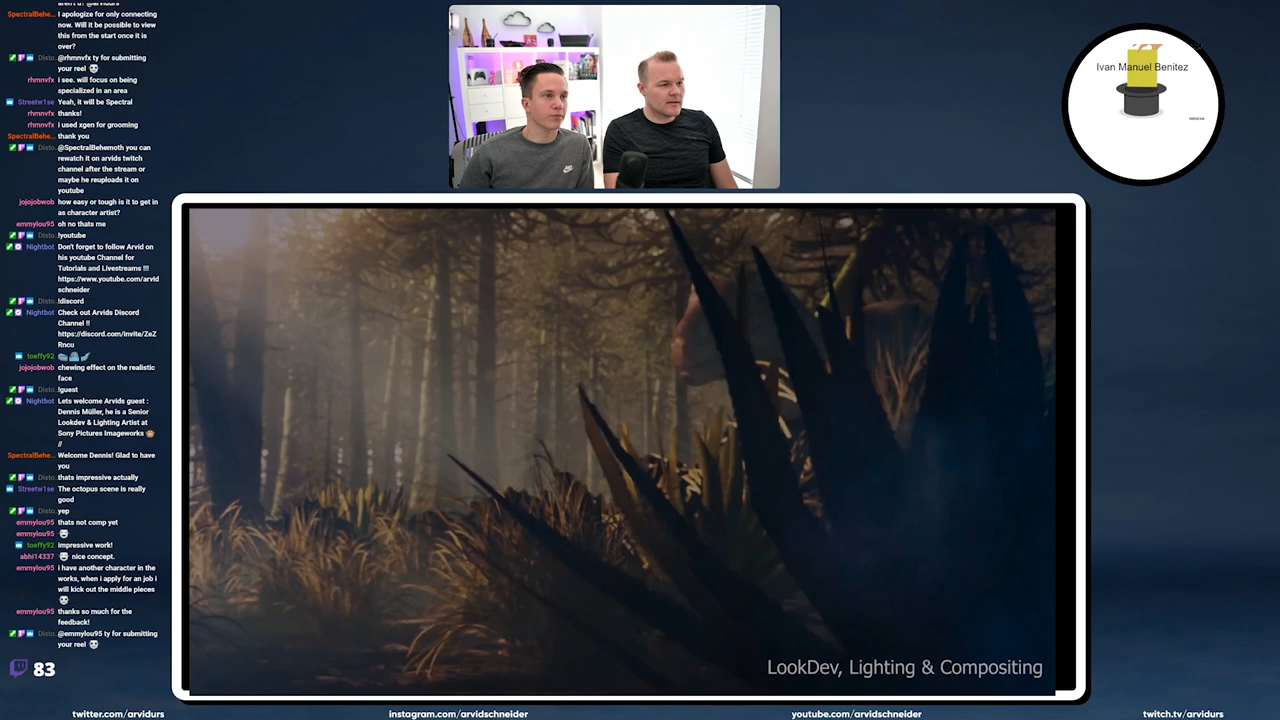 SpectralBehe... I apologize for only connecting
now. Will it be possible to view
this from the start once it is
over?
Disto. @rhmnvfx ty for submitting
your reel
rhmnvfx i see. will focus on being
specialized in an area
Streetw1se Yeah, it will be Spectral
rhmnvfx thanks!
rhmnvfx i used xgen for grooming
SpectralBehe... thank you
Disto. @SpectralBehemoth you can
rewatch it on arvids twitch
channel after the stream or
maybe he reuploads it on
youtube
jojojobwob how easy or tough is it to get in
as character artist?
emmylou95 oh no thats me
Disto. !youtube
Nightbot Don't forget to follow Arvid on
his youtube Channel for
Tutorials and Livestreams !!!
https://www.youtube.com/arvid
schneider
Disto. !discord
Nightbot Check out Arvids Discord
Channel !!
https://discord.com/invite/ZeZ
Rncu
toeffy92
jojojobwob chewing effect on the realistic
face
Disto. !guest
Nightbot Lets welcome Arvids guest :
Dennis Müller, he is a Senior
Lookdev & Lighting Artist at
Sony Pictures Imageworks
//
SpectralBehe... Welcome Dennis! Glad to have
you
Disto. thats impressive actually
Streetw1se The octopus scene is really
good
Disto. yep
emmylou95 thats not comp yet
emmylou95
toeffy92 impressive work!
abhi14337 nice concept.
emmylou95 i have another character in the
works, when i apply for an job i
will kick out the middle pieces
emmylou95 thanks so much for the
feedback!
Disto. @emmylou95 ty for submitting
your reel
83
Ivan Manuel Benitez
LookDev, Lighting & Compositing
twitter.com/arvidurs
instagram.com/arvidschneider
youtube.com/arvidschneider
twitch.tv/arvidurs